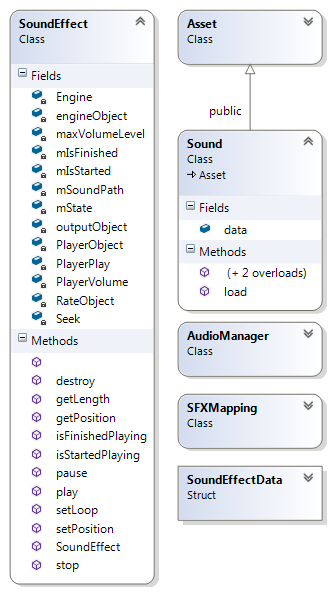 SoundEffect
Class
Fields
Engine
engineObject
maxVolumeLevel
mIsFinished
mIsStarted
mSoundPath
mState
outputObject
PlayerObject
PlayerPlay
PlayerVolume
RateObject
Seek
Methods
destroy
getLength
getPosition
isFinishedPlaying
isStartedPlaying
pause
play
setLoop
setPosition
SoundEffect
stop
Asset
Class
public
Sound
Class
Asset
Fields
data
Methods
(+ 2 overloads)
load
AudioManager
Class
SFXMapping
Class
SoundEffectData
Struct